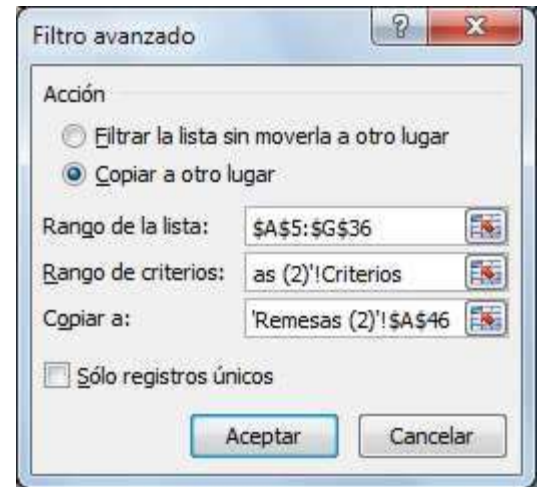 Filtro avanzado
Acción
Filtrar la lista sin moverla a otro lugar
Copiar a otro lugar
Rango de la lista: $A$5:$G$36
Rango de criterios: as (2)'!Criterios
Copiar a: 'Remesas (2)'!$A$46
Sólo registros únicos
Aceptar Cancelar